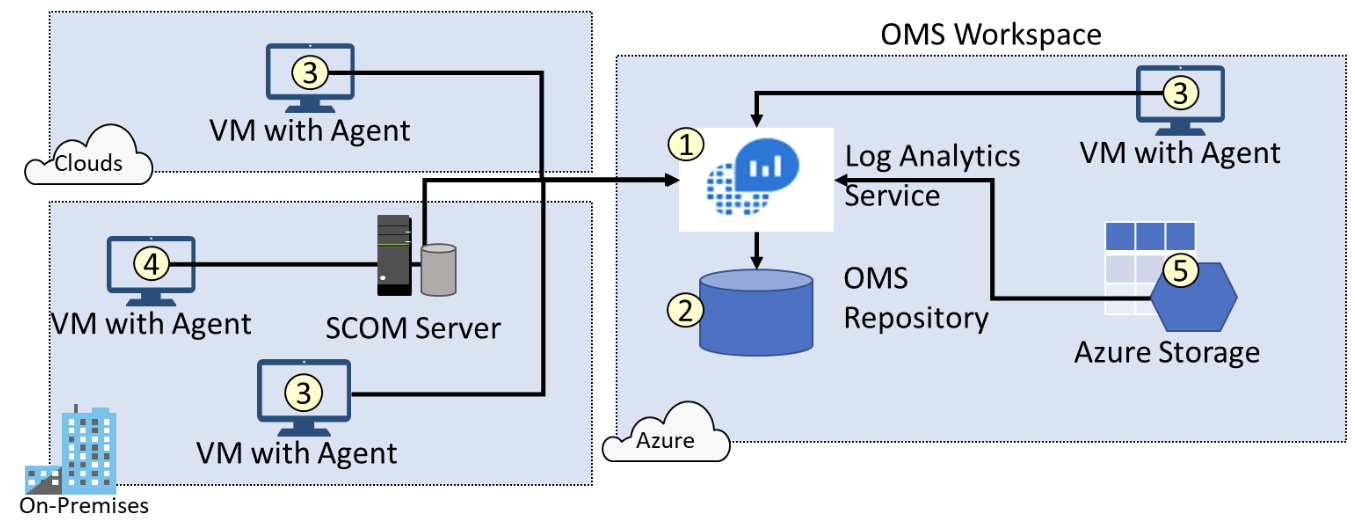 OMS Workspace
3
VM with Agent
Clouds
3
VM with Agent
1
Log Analytics
Service
4
VM with Agent
SCOM Server
2
OMS
Repository
5
Azure Storage
3
VM with Agent
Azure
On-Premises